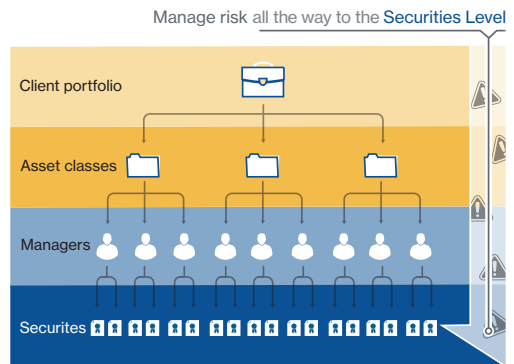 Manage risk all the way to the Securities Level
Client portfolio
Asset classes
Managers
Securites